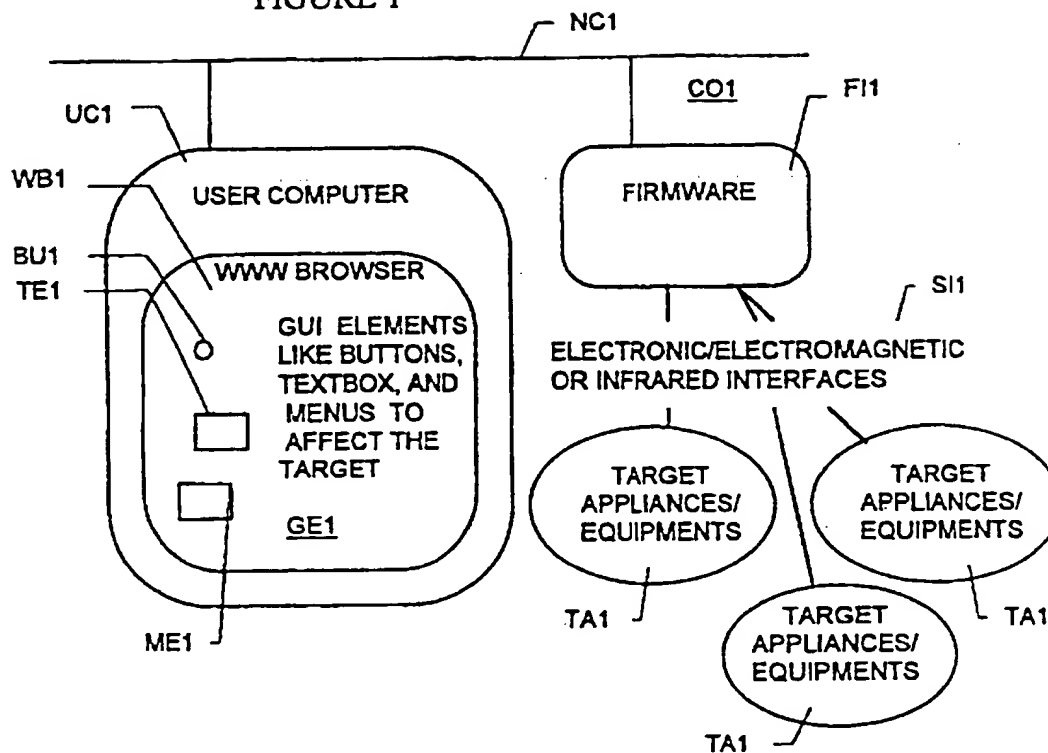 FIGURE 1
NC1
CO1
FI1
UC1
WB1
USER COMPUTER
FIRMWARE
BU1
WWW BROWSER
TE1
SI1
GUI ELEMENTS
LIKE BUTTONS,
TEXTBOX, AND
MENUS TO
AFFECT THE
TARGET
ELECTRONIC/ELECTROMAGNETIC
OR INFRARED INTERFACES
GE1
TARGET
APPLIANCES/
EQUIPMENTS
TARGET
APPLIANCES/
EQUIPMENTS
ME1
TA1
TARGET
APPLIANCES/
EQUIPMENTS
TA1
TA1